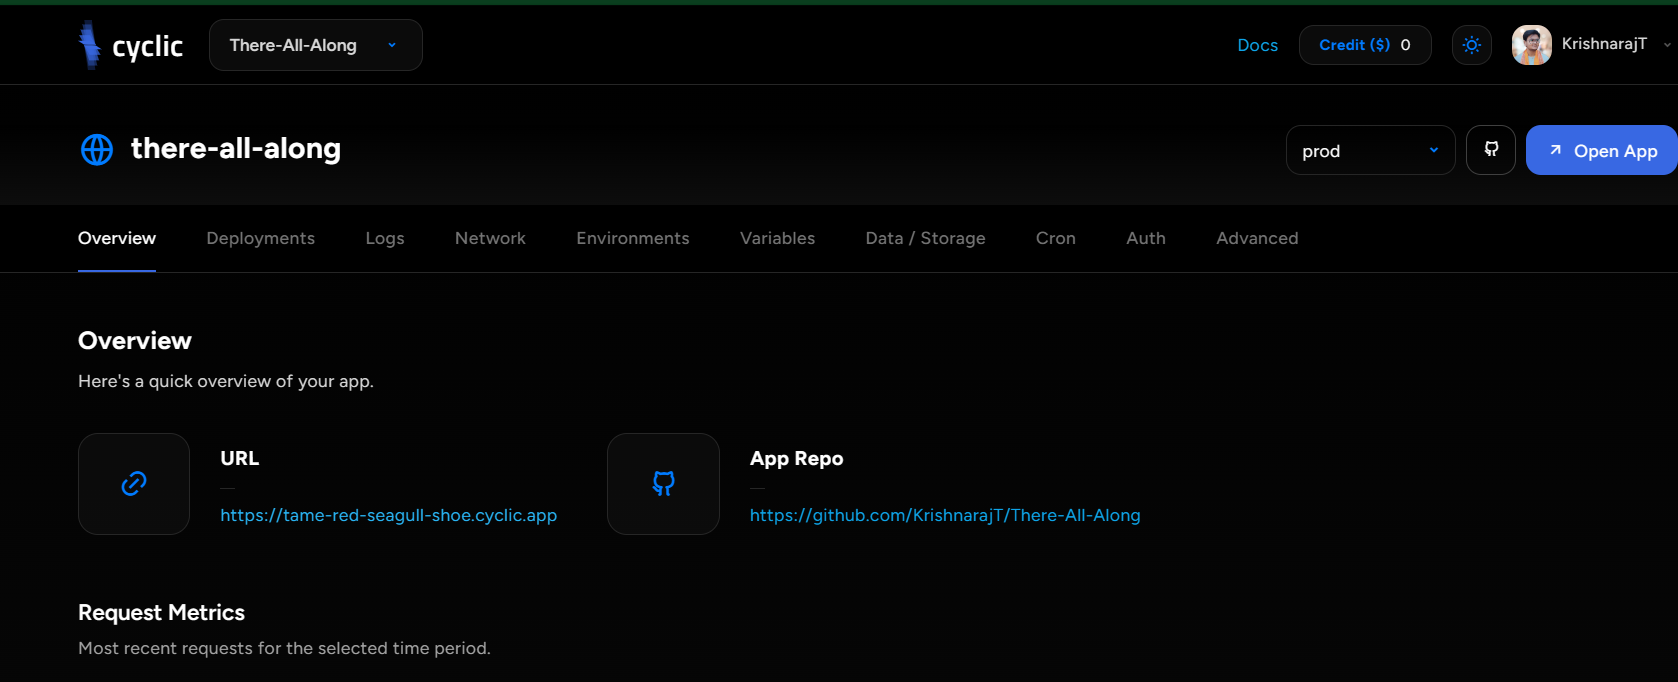 cyclic There-All-Along Docs Credit ($) 0 KrishnarajT
there-all-along prod Open App
Overview Deployments Logs Network Environments Variables Data / Storage Cron Auth Advanced
Overview
Here's a quick overview of your app.
URL App Repo
https://tame-red-seagull-shoe.cyclic.app https://github.com/KrishnarajT/There-All-Along
Request Metrics
Most recent requests for the selected time period.